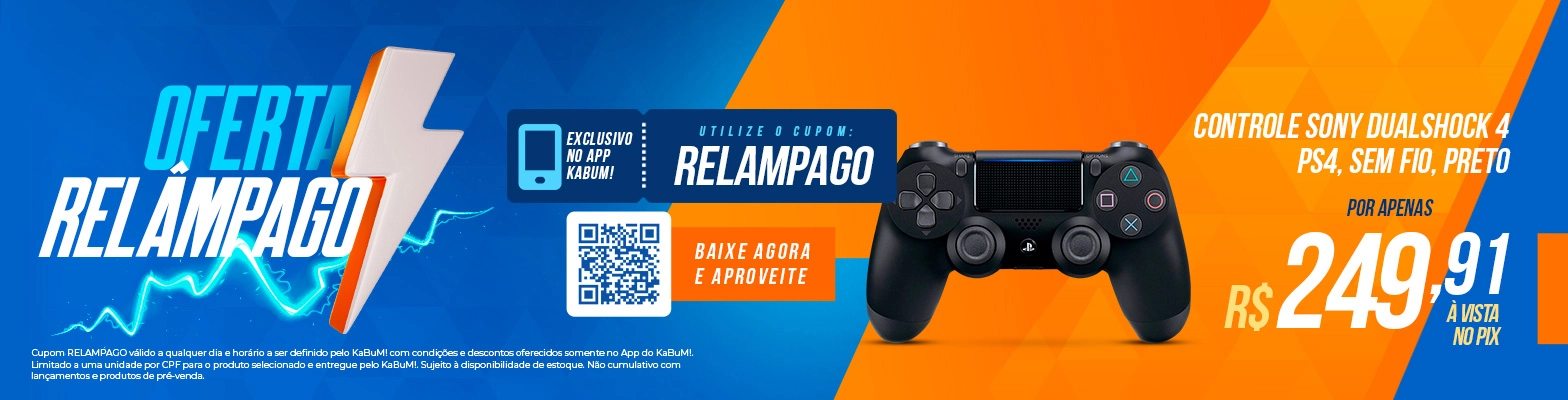 OFERTA
RELÂMPAGO
EXCLUSIVO
NO APP
KABUM!
UTILIZE O CUPOM:
RELAMPAGO
BAIXE AGORA
E APROVEITE
CONTROLE SONY DUALSHOCK 4
PS4, SEM FIO, PRETO
POR APENAS
R$ 249,91
À VISTA
NO PIX
Cupom RELAMPAGO válido a qualquer dia e horário a ser definido pelo KaBuM! com condições e descontos oferecidos somente no App do KaBuM!.
Limitado a uma unidade por CPF para o produto selecionado e entregue pelo KaBuM!. Sujeito à disponibilidade de estoque. Não cumulativo com
lançamentos e produtos de pré-venda.